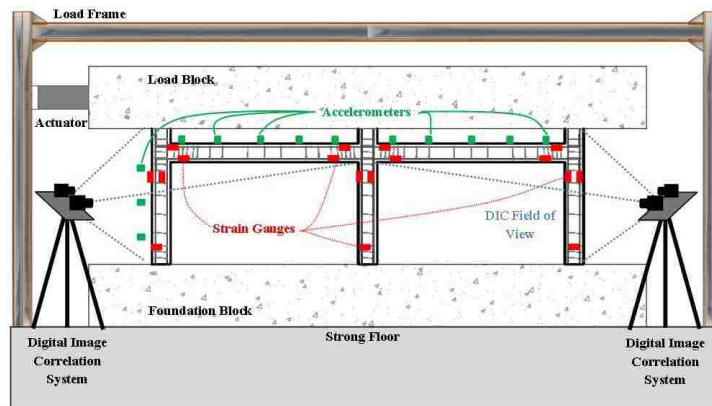 Load Frame
Load Block
Actuator
Accelerometers
Strain Gauges
DIC Field of
View
Foundation Block
Strong Floor
Digital Image
Correlation
System
Digital Image
Correlation
System